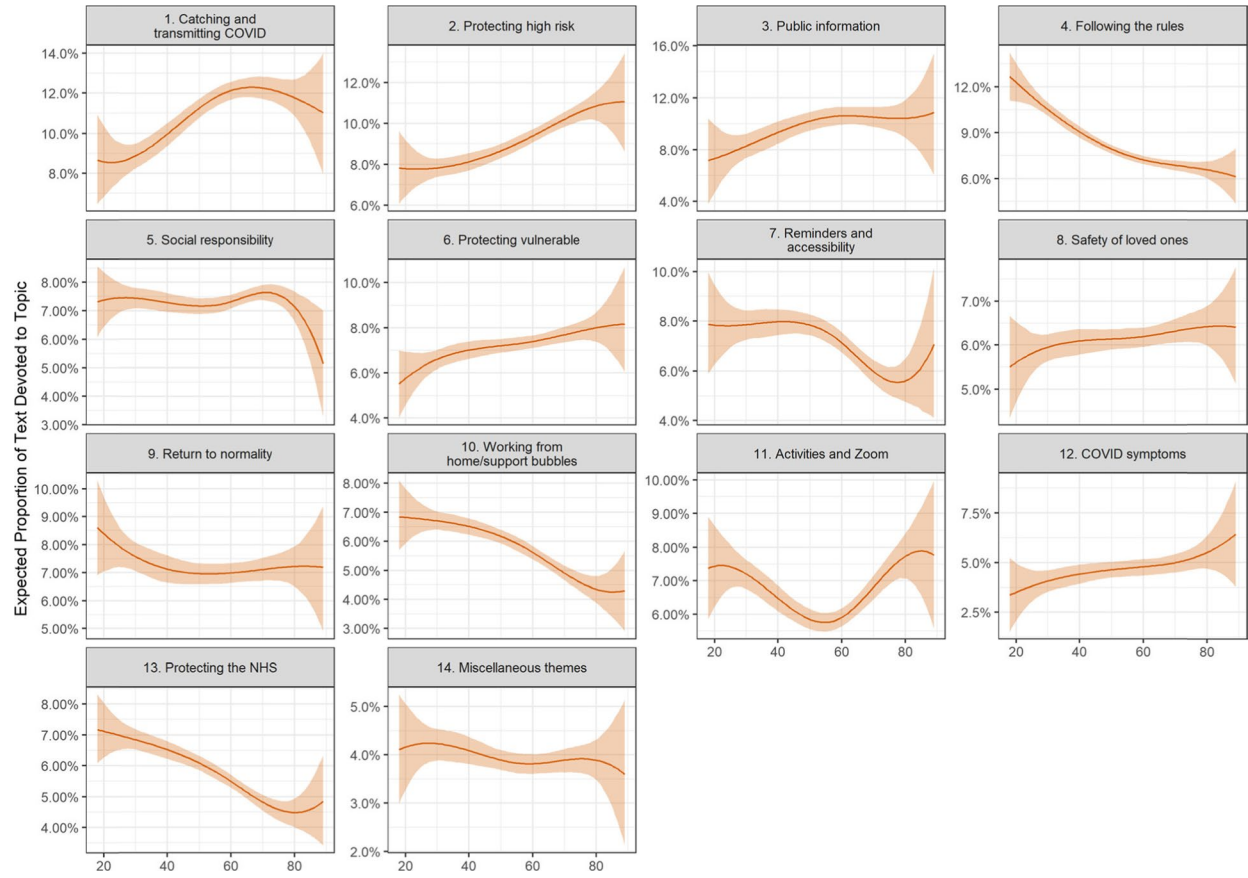 1. Catching and
transmitting COVID
2. Protecting high risk
3. Public information
4. Following the rules
14.0%
12.0%
10.0%
8.0%
12.0%
10.0%
8.0%
6.0%
16.0%
12.0%
8.0%
4.0%
12.0%
9.0%
6.0%
5. Social responsibility
6. Protecting vulnerable
7. Reminders and
accessibility
8. Safety of loved ones
8.00%
7.00%
6.00%
5.00%
4.00%
3.00%
10.0%
8.0%
6.0%
4.0%
10.0%
8.0%
6.0%
4.0%
7.0%
6.0%
5.0%
Expected Proportion of Text Devoted to Topic
9. Return to normality
10. Working from
home/support bubbles
11. Activities and Zoom
12. COVID symptoms
10.00%
9.00%
8.00%
7.00%
6.00%
5.00%
8.00%
7.00%
6.00%
5.00%
4.00%
3.00%
10.00%
9.00%
8.00%
7.00%
6.00%
7.5%
5.0%
2.5%
20 40 60 80
20 40 60 80
13. Protecting the NHS
14. Miscellaneous themes
8.00%
7.00%
6.00%
5.00%
4.00%
5.0%
4.0%
3.0%
2.0%
20 40 60 80
20 40 60 80